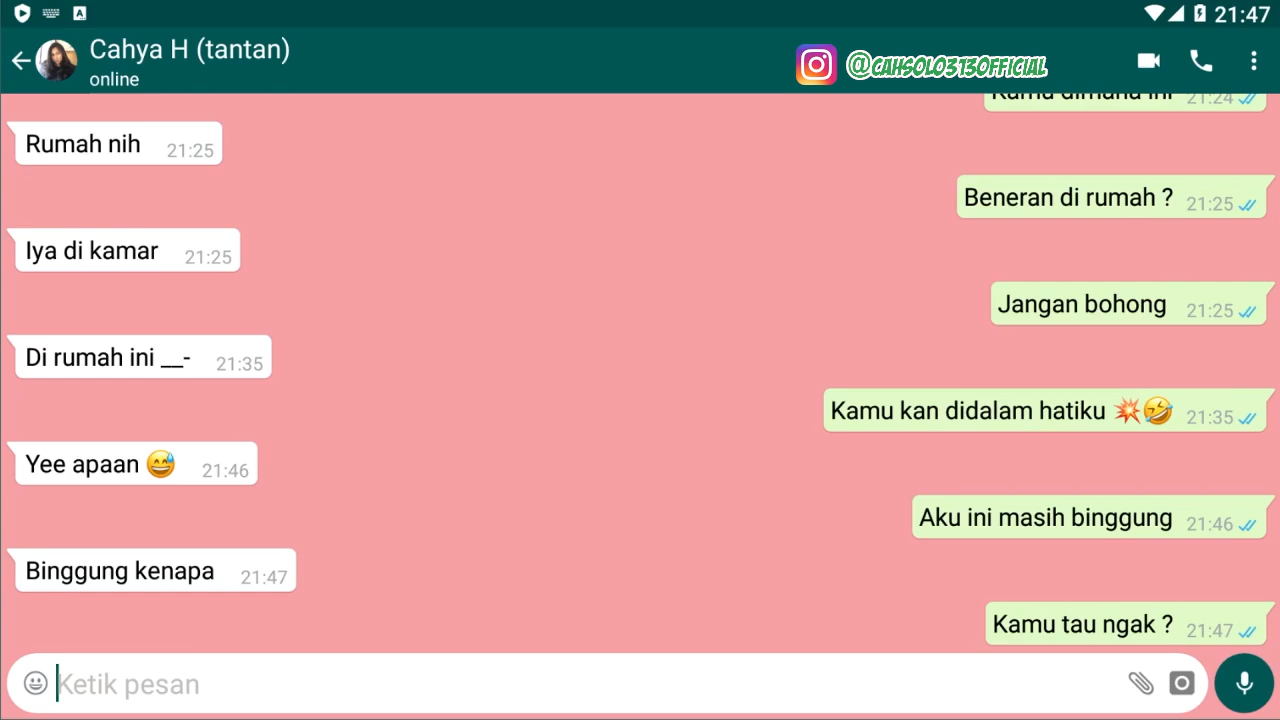 21:47
Cahya H (tantan)
online
@CAHSOLO313OFFICIAL
Kamu dimana ini 21:24
Rumah nih 21:25
Beneran di rumah ? 21:25
Iya di kamar 21:25
Jangan bohong 21:25
Di rumah ini __- 21:35
Kamu kan didalam hatiku 💥🤣 21:35
Yee apaan 😅 21:46
Aku ini masih binggung 21:46
Binggung kenapa 21:47
Kamu tau ngak ? 21:47
Ketik pesan